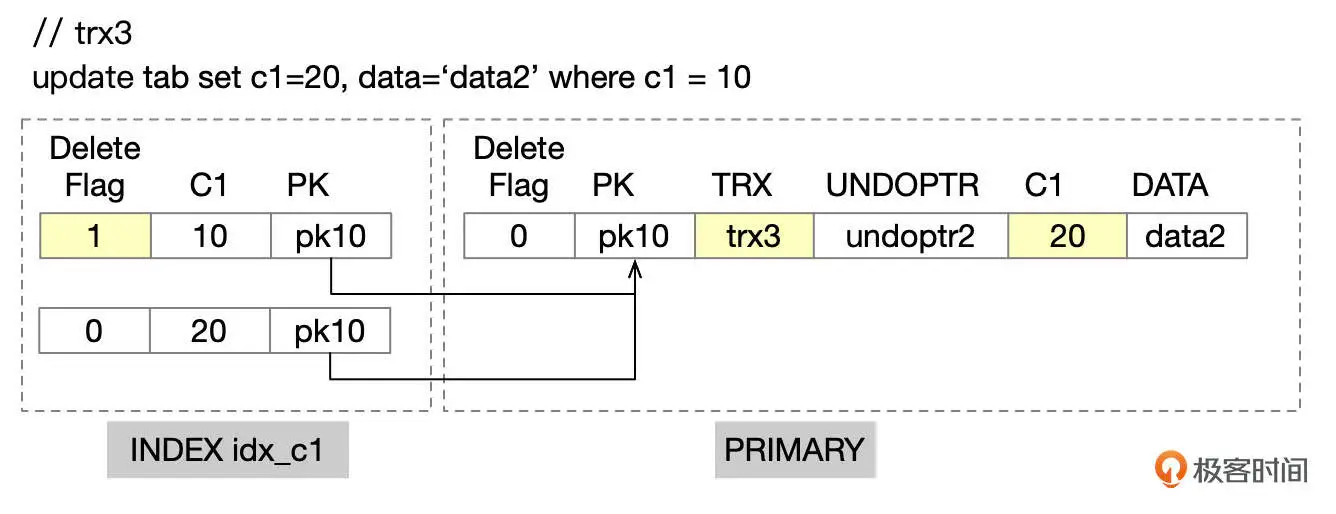 // trx3
update tab set c1=20, data=‘data2’ where c1 = 10
Delete Flag C1 PK
1 10 pk10
0 20 pk10
INDEX idx_c1
Delete Flag PK TRX UNDOPTR C1 DATA
0 pk10 trx3 undoptr2 20 data2
PRIMARY
极客时间